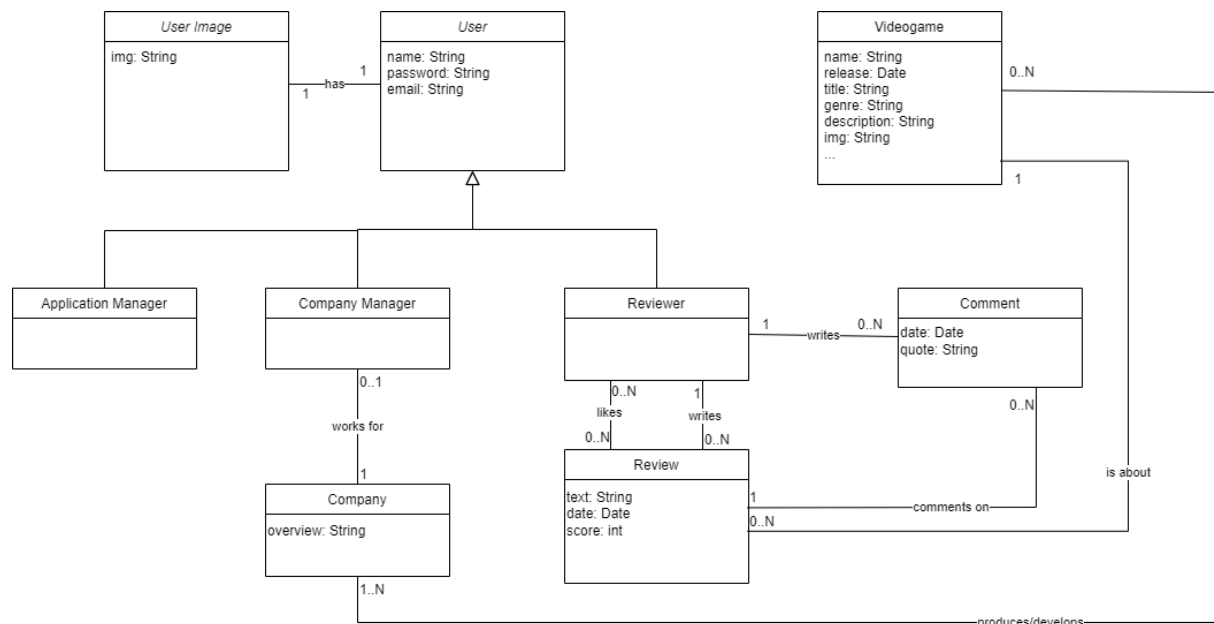 User Image
img: String
1
has
1
User
name: String
password: String
email: String
Videogame
name: String
release: Date
title: String
genre: String
description: String
img: String
...
0..N
1
Application Manager
Company Manager
0..1
works for
1
Company
overview: String
1..N
Reviewer
1
writes
0..N
Comment
date: Date
quote: String
0..N
likes
0..N
1
writes
0..N
Review
text: String
date: Date
score: int
1
comments on
0..N
0..N
is about
produces/develops